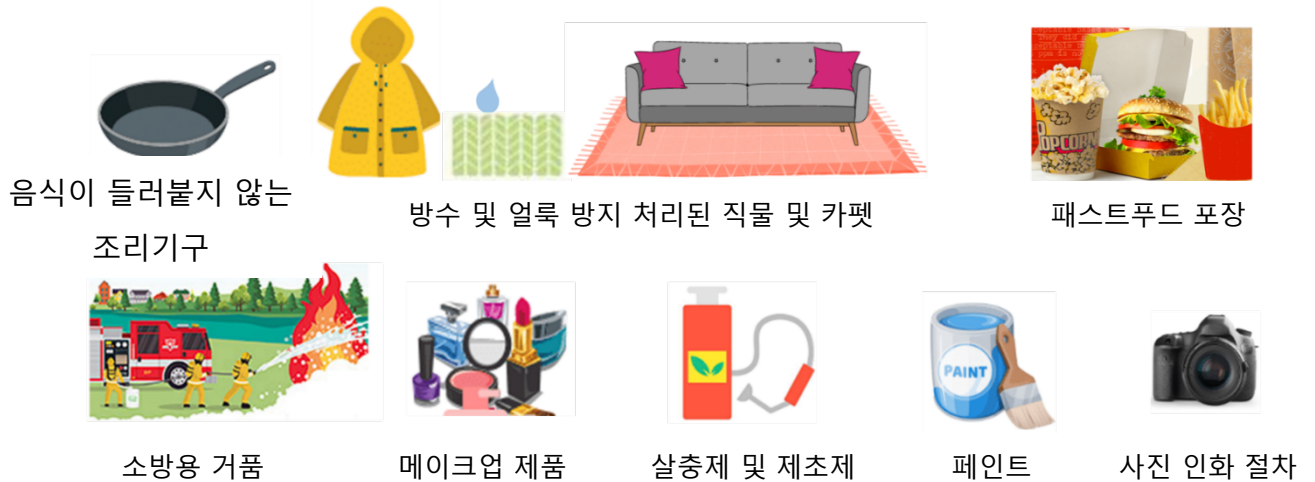 음식이 들러붙지 않는
조리기구
방수 및 얼룩 방지 처리된 직물 및 카펫
POPCORN
패스트푸드 포장
소방용 거품
메이크업 제품
살충제 및 제초제
PAINT
페인트
사진 인화 절차